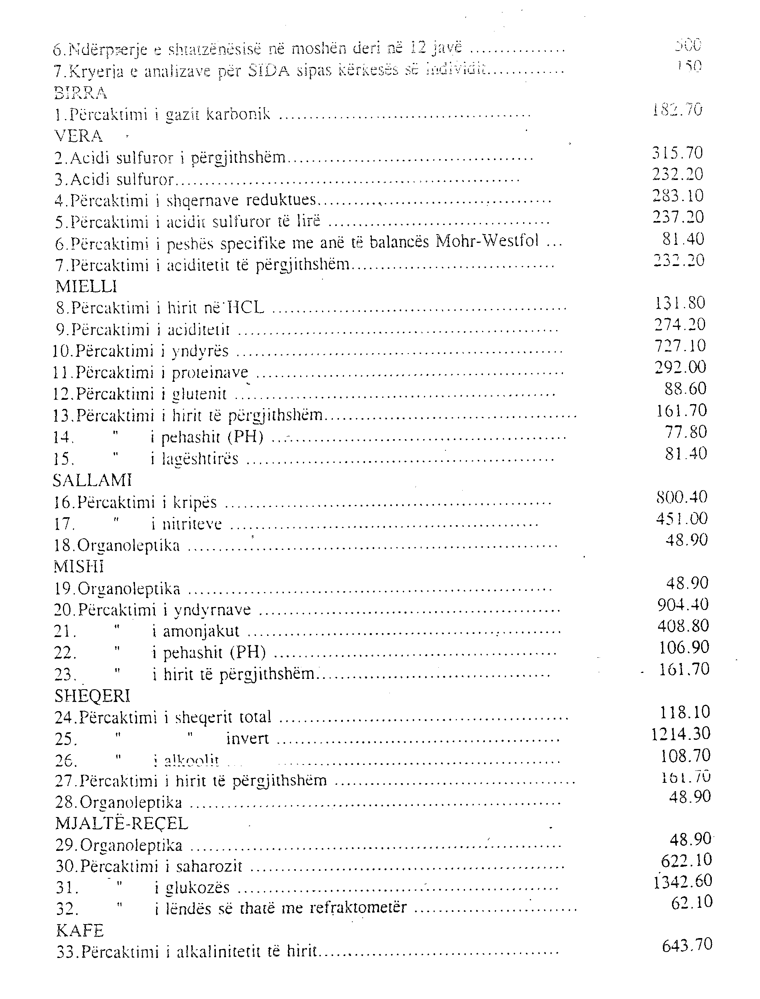 6.Ndërprerje e shtatzënësisë në moshën deri në 12 javë ................ 500
7.Kryerja e analizave për SIDA sipas kërkesës së individit............. 150
BIRRA
1.Përcaktimi i gazit karbonik .......................................... 182.70
VERA
2.Acidi sulfuror i përgjithshëm......................................... 315.70
3.Acidi sulfuror......................................................... 232.20
4.Përcaktimi i shqernave reduktues....................................... 283.10
5.Përcaktimi i acidit sulfuror të lirë ..................................... 237.20
6.Përcaktimi i peshës specifike me anë të balancës Mohr-Westfol ... 81.40
7.Përcaktimi i aciditetit të përgjithshëm.................................. 232.20
MIELLI
8.Përcaktimi i hirit në HCL ................................................. 131.80
9.Përcaktimi i aciditetit ..................................................... 274.20
10.Përcaktimi i yndyrës ...................................................... 727.10
11.Përcaktimi i proteinave ................................................... 292.00
12.Përcaktimi i glutenit ..................................................... 88.60
13.Përcaktimi i hirit të përgjithshëm.......................................... 161.70
14. " i pehashit (PH) ................................................. 77.80
15. " i lagështirës ................................................... 81.40
SALLAMI
16.Përcaktimi i kripës ...................................................... 800.40
17. " i nitriteve ................................................... 451.00
18.Organoleptika ............................................................. 48.90
MISHI
19.Organoleptika ............................................................ 48.90
20.Përcaktimi i yndyrnave .................................................. 904.40
21. " i amonjakut .................................................... 408.80
22. " i pehashit (PH) ............................................... 106.90
23. " i hirit të përgjithshëm....................................... 161.70
SHEQERI
24.Përcaktimi i sheqerit total ................................................ 118.10
25. " " invert ............................................... 1214.30
26. " i alkoolit ... ............................................... 108.70
27.Përcaktimi i hirit të përgjithshëm ........................................ 161.70
28.Organoleptika ............................................................. 48.90
MJALTË-REÇEL
29.Organoleptika ............................................................. 48.90
30.Përcaktimi i saharozit .................................................... 622.10
31. " i glukozës ..................................................... 1342.60
32. " i lëndës së thatë me refraktometër ........................... 62.10
KAFE
33.Përcaktimi i alkalinitetit të hirit........................................ 643.70